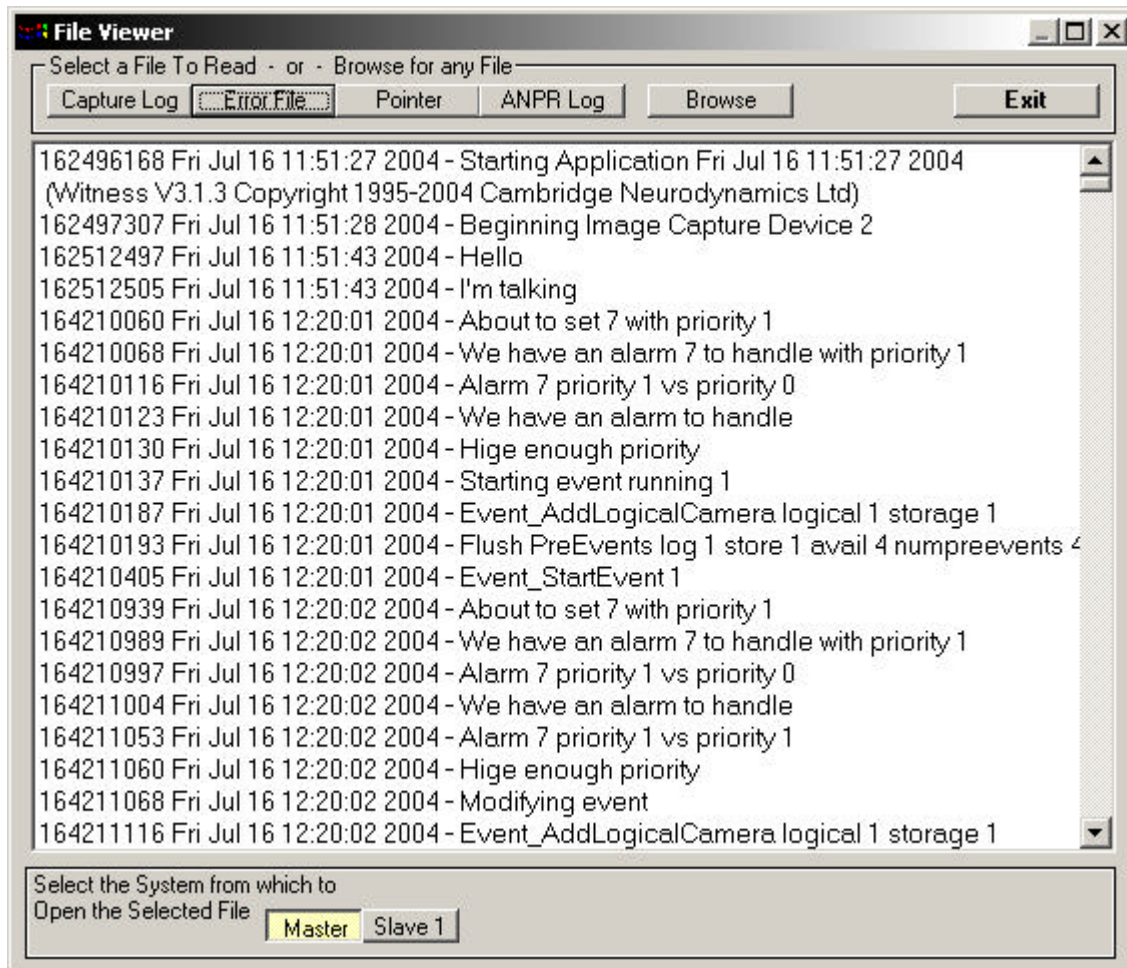 File Viewer
Select a File To Read - or - Browse for any File
Capture Log Error File Pointer ANPR Log Browse Exit
162496168 Fri Jul 16 11:51:27 2004 - Starting Application Fri Jul 16 11:51:27 2004
(Witness V3.1.3 Copyright 1995-2004 Cambridge Neurodynamics Ltd)
162497307 Fri Jul 16 11:51:28 2004 - Beginning Image Capture Device 2
162512497 Fri Jul 16 11:51:43 2004 - Hello
162512505 Fri Jul 16 11:51:43 2004 - I'm talking
164210060 Fri Jul 16 12:20:01 2004 - About to set 7 with priority 1
164210068 Fri Jul 16 12:20:01 2004 - We have an alarm 7 to handle with priority 1
164210116 Fri Jul 16 12:20:01 2004 - Alarm 7 priority 1 vs priority 0
164210123 Fri Jul 16 12:20:01 2004 - We have an alarm to handle
164210130 Fri Jul 16 12:20:01 2004 - Hige enough priority
164210137 Fri Jul 16 12:20:01 2004 - Starting event running 1
164210187 Fri Jul 16 12:20:01 2004 - Event_AddLogicalCamera logical 1 storage 1
164210193 Fri Jul 16 12:20:01 2004 - Flush PreEvents log 1 store 1 avail 4 numpreevents 4
164210405 Fri Jul 16 12:20:01 2004 - Event_StartEvent 1
164210939 Fri Jul 16 12:20:02 2004 - About to set 7 with priority 1
164210989 Fri Jul 16 12:20:02 2004 - We have an alarm 7 to handle with priority 1
164210997 Fri Jul 16 12:20:02 2004 - Alarm 7 priority 1 vs priority 0
164211004 Fri Jul 16 12:20:02 2004 - We have an alarm to handle
164211053 Fri Jul 16 12:20:02 2004 - Alarm 7 priority 1 vs priority 1
164211060 Fri Jul 16 12:20:02 2004 - Hige enough priority
164211068 Fri Jul 16 12:20:02 2004 - Modifying event
164211116 Fri Jul 16 12:20:02 2004 - Event_AddLogicalCamera logical 1 storage 1
Select the System from which to
Open the Selected File
Master Slave 1